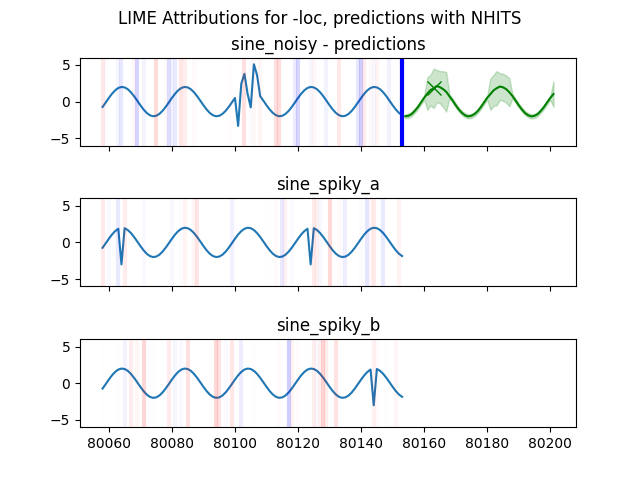 LIME Attributions for -loc, predictions with NHITS
sine_noisy - predictions
5
0
−5
sine_spiky_a
5
0
−5
sine_spiky_b
5
0
−5
80060 80080 80100 80120 80140 80160 80180 80200